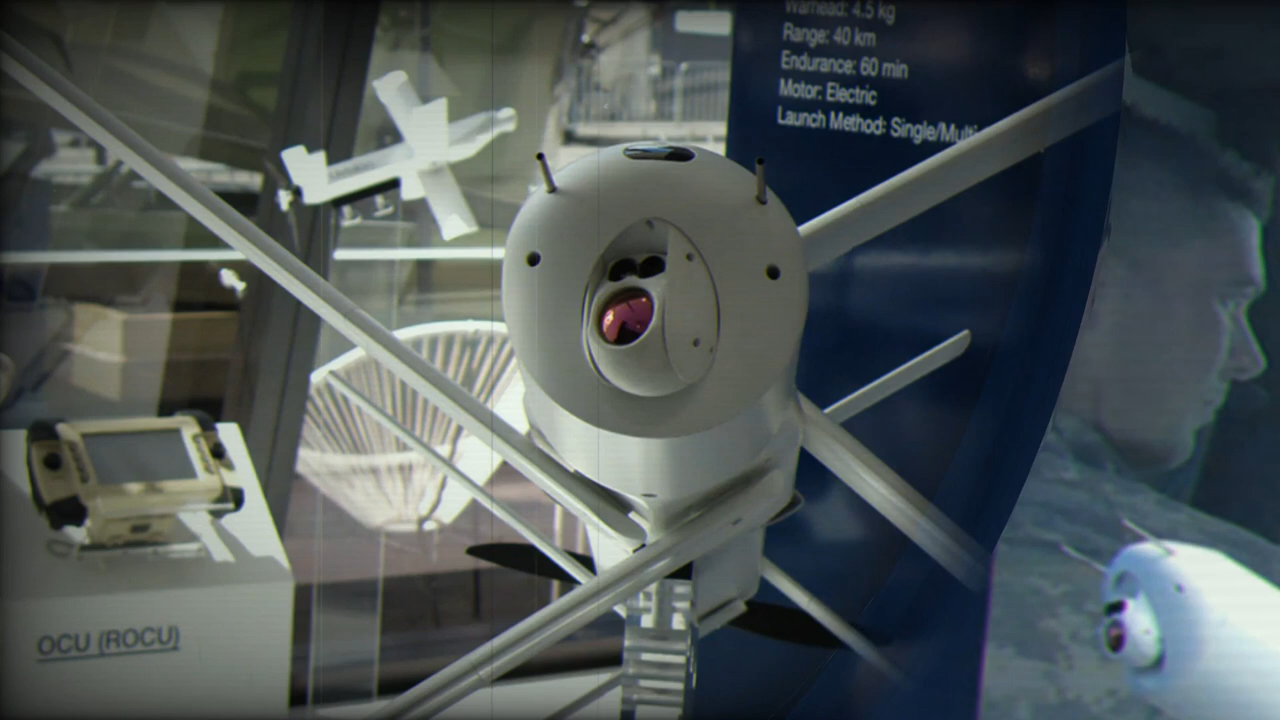 Warhead: 4.5 kg
Range: 40 km
Endurance: 60 min
Motor: Electric
Launch Method: Single/Multi
OCU (ROCU)